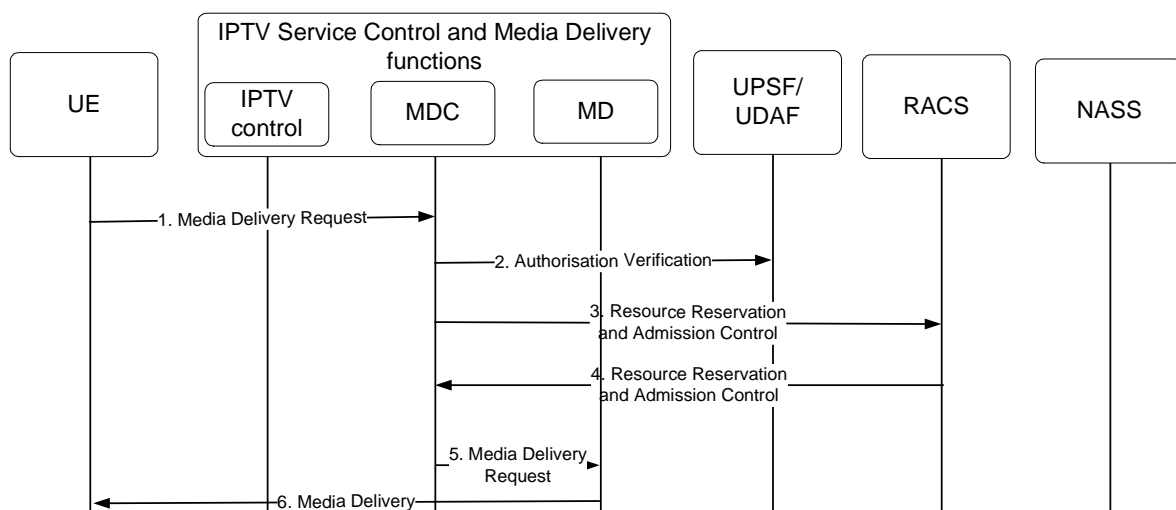 IPTV Service Control and Media Delivery
functions
UE
IPTV
control
MDC
MD
UPSF/
UDAF
RACS
NASS
1. Media Delivery Request
2. Authorisation Verification
3. Resource Reservation
and Admission Control
4. Resource Reservation
and Admission Control
5. Media Delivery
Request
6. Media Delivery